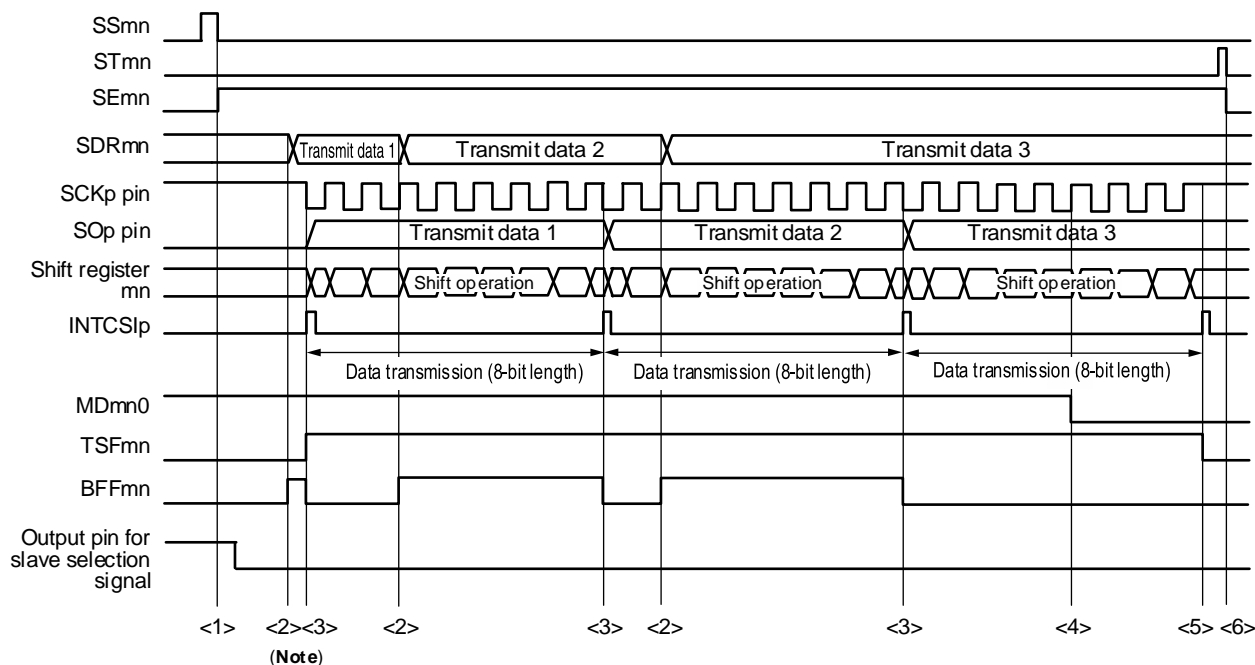 SSmn
STmn
SEmn
SDRmn Transmit data 1 Transmit data 2 Transmit data 3
SCKp pin
SOp pin Transmit data 1 Transmit data 2 Transmit data 3
Shift register
mn
Shift operation Shift operation Shift operation
INTCSIp
Data transmission (8-bit length) Data transmission (8-bit length) Data transmission (8-bit length)
MDmn0
TSFmn
BFFmn
Output pin for
slave selection
signal
<1> <2> <3> <2> <3> <2> <3> <4> <5> <6>
(Note)